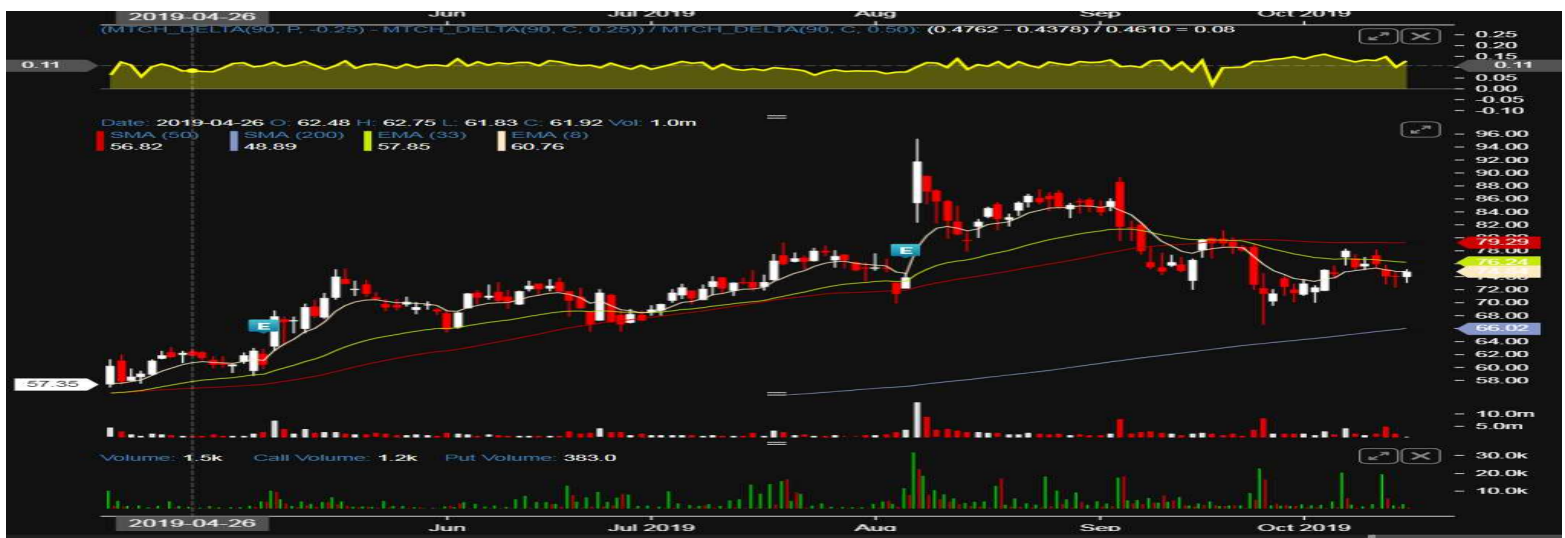 2019-04-26 Jun Jul 2019 Aug Sep Oct 2019
(MTCH_DELTA(90, P, -0.25) - MTCH_DELTA(90, C, 0.25)) / MTCH_DELTA(90, C, 0.50): (0.4762 - 0.4378) / 0.4610 = 0.08
0.25
0.20
0.15
0.11 0.11
0.05
0.00
-0.05
-0.10
Date: 2019-04-26 O: 62.48 H: 62.75 L: 61.83 C: 61.92 Vol: 1.0m
SMA (50) SMA (200) EMA (33) EMA (8)
56.82 48.89 57.85 60.76
96.00
94.00
92.00
90.00
88.00
86.00
84.00
82.00
79.29
78.00
76.24
72.00
70.00
68.00
66.02
64.00
62.00
60.00
58.00
57.35
E
E
10.0m
5.0m
Volume: 1.5k Call Volume: 1.2k Put Volume: 383.0
30.0k
20.0k
10.0k
2019-04-26 Jun Jul 2019 Aug Sep Oct 2019